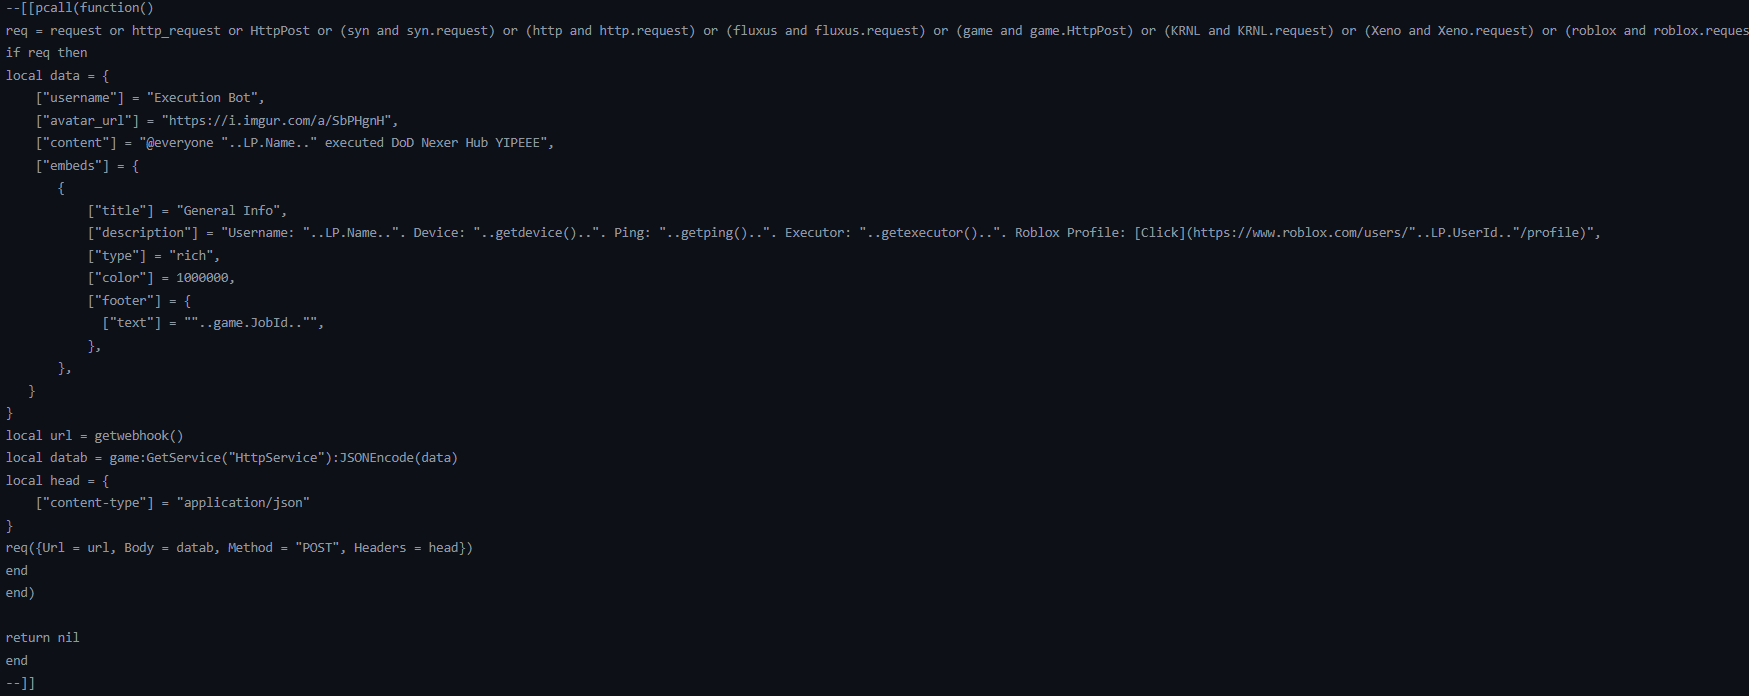 --[[pcall(function()
req = request or http_request or HttpPost or (syn and syn.request) or (http and http.request) or (fluxus and fluxus.request) or (game and game.HttpPost) or (KRNL and KRNL.request) or (Xeno and Xeno.request) or (roblox and roblox.reques
if req then
local data = {
    ["username"] = "Execution Bot",
    ["avatar_url"] = "https://i.imgur.com/a/SbPHgnH",
    ["content"] = "@everyone "..LP.Name.." executed DoD Nexer Hub YIPEEE",
    ["embeds"] = {
       {
           ["title"] = "General Info",
           ["description"] = "Username: "..LP.Name..". Device: "..getdevice()..". Ping: "..getping()..". Executor: "..getexecutor()..". Roblox Profile: [Click](https://www.roblox.com/users/"..LP.UserId.."/profile)",
           ["type"] = "rich",
           ["color"] = 1000000,
           ["footer"] = {
             ["text"] = ""..game.JobId.."",
           },
       },
   }
}
local url = getwebhook()
local datab = game:GetService("HttpService"):JSONEncode(data)
local head = {
    ["content-type"] = "application/json"
}
req({Url = url, Body = datab, Method = "POST", Headers = head})
end
end)

return nil
end
--]]